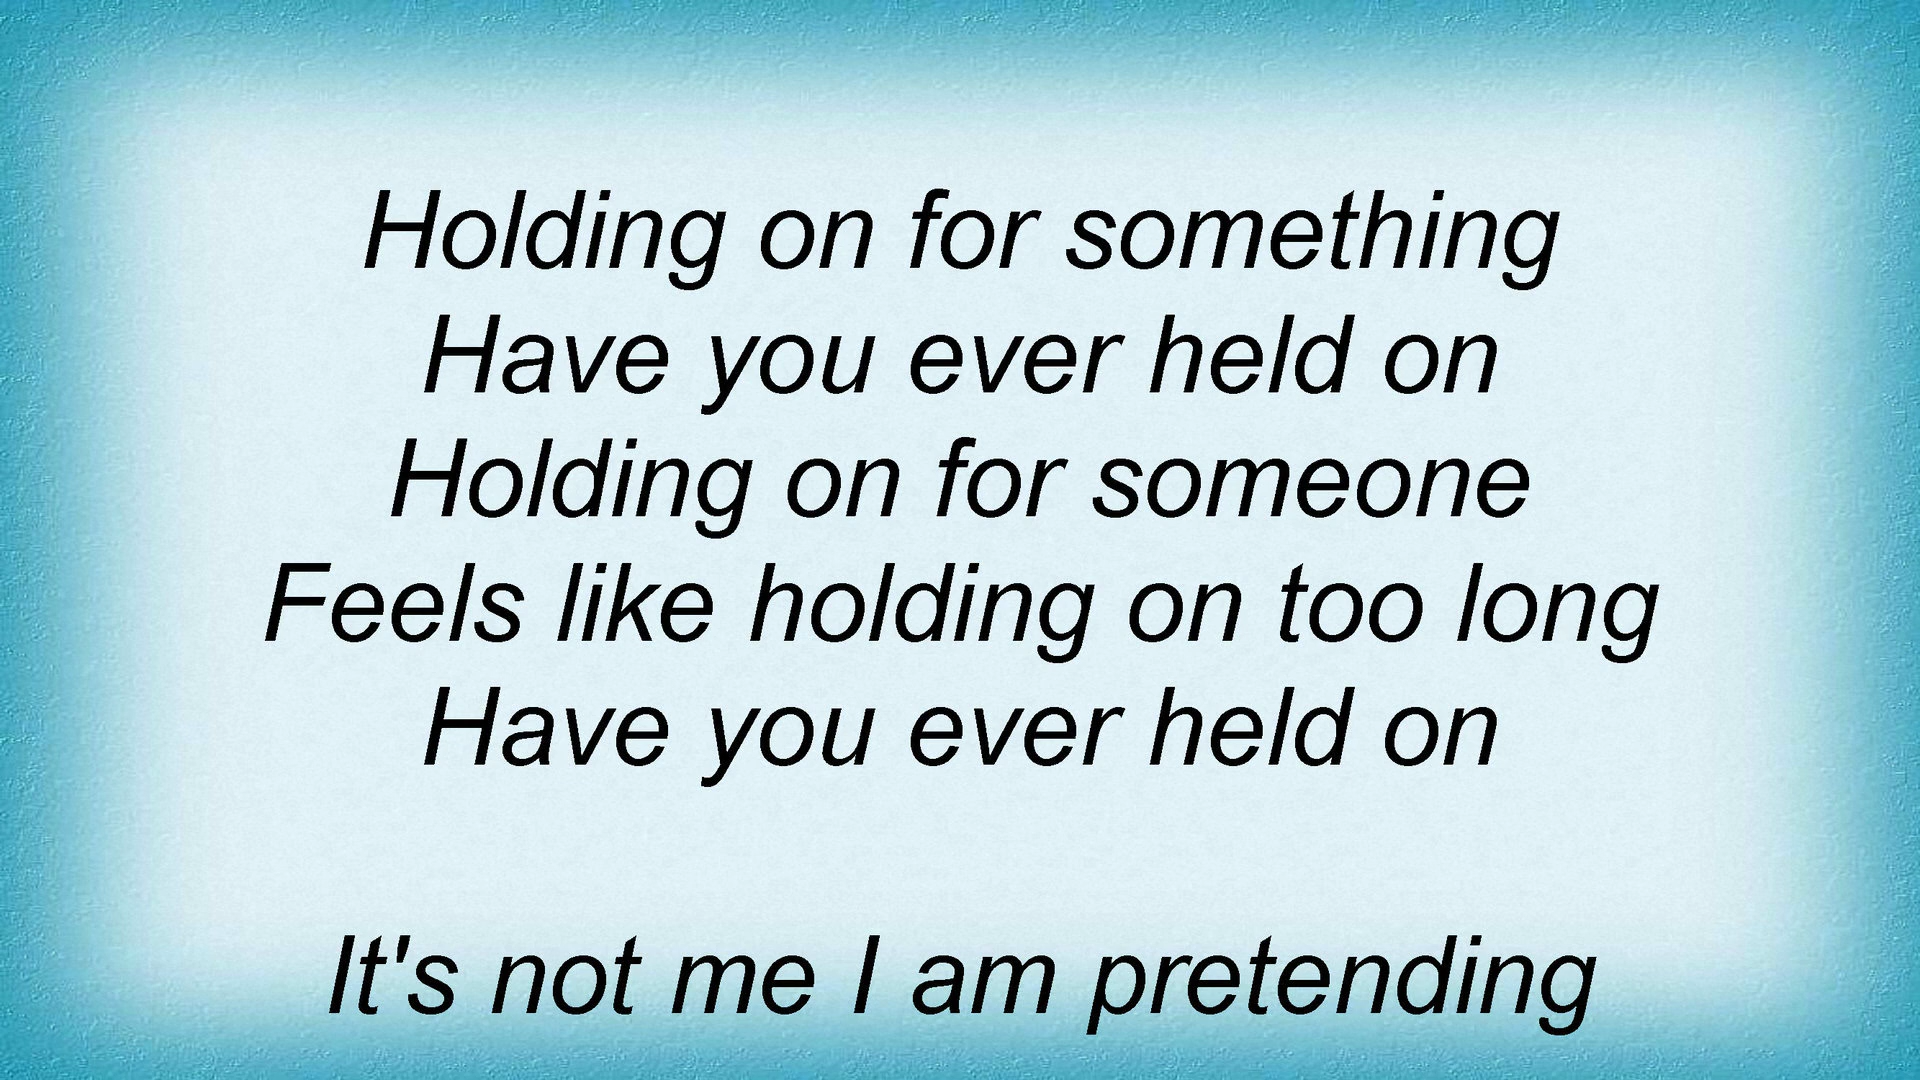 Holding on for something
Have you ever held on
Holding on for someone
Feels like holding on too long
Have you ever held on
It's not me I am pretending